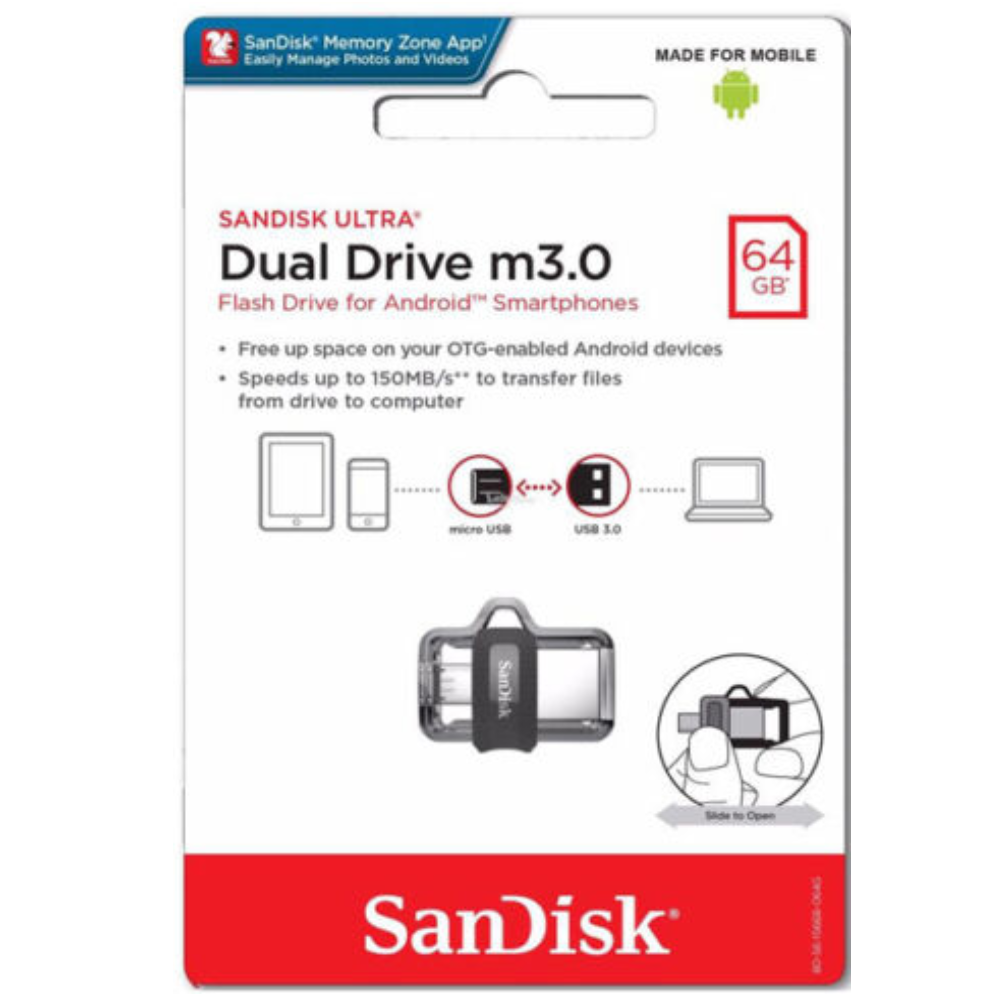 SanDisk® Memory Zone App¹
Easily Manage Photos and Videos
MADE FOR MOBILE
SANDISK ULTRA®
Dual Drive m3.0
Flash Drive for Android™ Smartphones
64
GB*
• Free up space on your OTG-enabled Android devices
• Speeds up to 150MB/s** to transfer files
from drive to computer
micro USB
USB 3.0
SanDisk
Slide to Open
SanDisk®